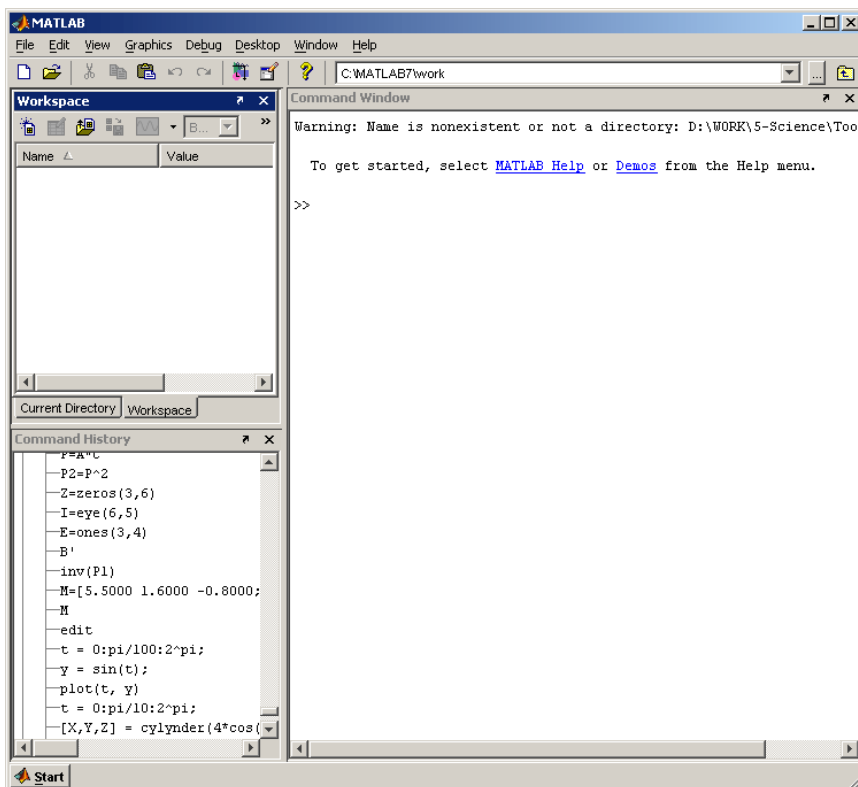 MATLAB
File Edit View Graphics Debug Desktop Window Help
C:\MATLAB7\work
...
Workspace
B...
»
Name Value
Current Directory Workspace
Command History
P=A*C
P2=P^2
Z=zeros(3,6)
I=eye(6,5)
E=ones(3,4)
B'
inv(P1)
M=[5.5000 1.6000 -0.8000;
M
edit
t = 0:pi/100:2^pi;
y = sin(t);
plot(t, y)
t = 0:pi/10:2^pi;
[X,Y,Z] = cylynder(4*cos(
Command Window
Warning: Name is nonexistent or not a directory: D:\WORK\5-Science\Too
To get started, select MATLAB Help or Demos from the Help menu.
>>
Start